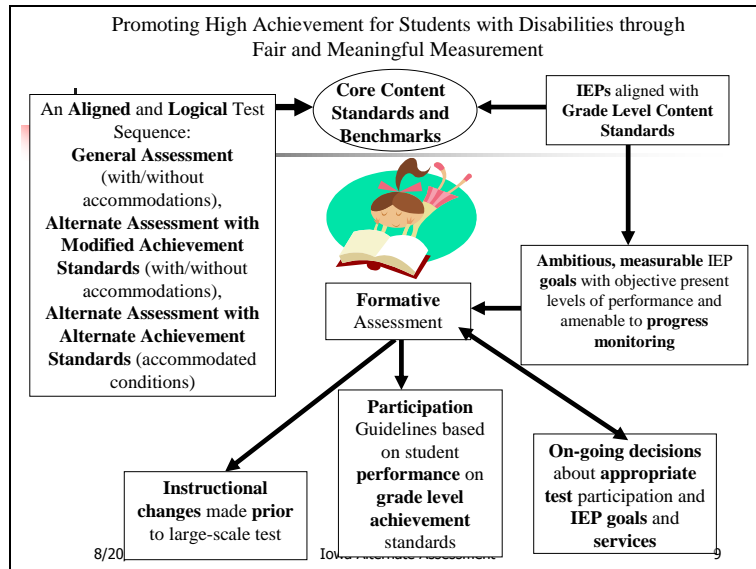 Promoting High Achievement for Students with Disabilities through
Fair and Meaningful Measurement
An Aligned and Logical Test
Sequence:
General Assessment
(with/without
accommodations),
Alternate Assessment with
Modified Achievement
Standards (with/without
accommodations),
Alternate Assessment with
Alternate Achievement
Standards (accommodated
conditions)
Core Content
Standards and
Benchmarks
IEPs aligned with
Grade Level Content
Standards
Ambitious, measurable IEP
goals with objective present
levels of performance and
amenable to progress
monitoring
Formative
Assessment
Instructional
changes made prior
to large-scale test
Participation
Guidelines based
on student
performance on
grade level
achievement
standards
On-going decisions
about appropriate
test participation and
IEP goals and
services
8/20
Iowa Alternate Assessment
9